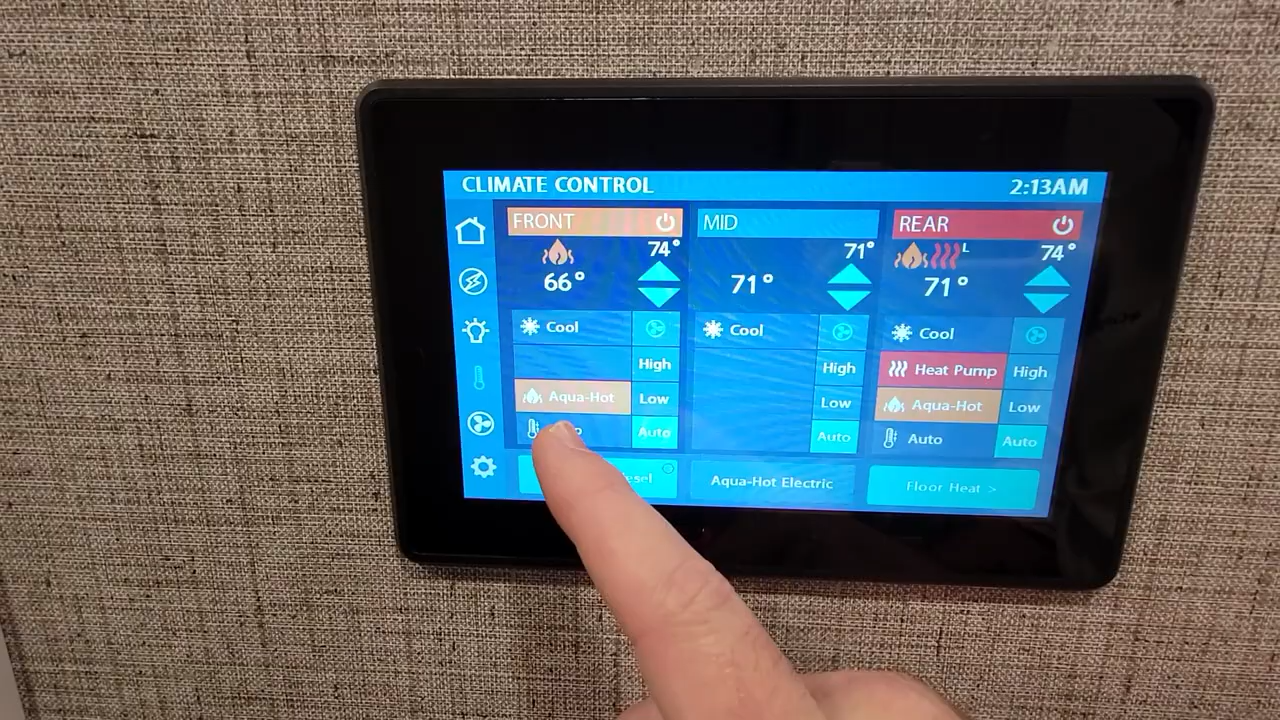 CLIMATE CONTROL 2:13AM
FRONT MID REAR
74° 71° L 74°
66° 71° 71°
Cool Cool Cool
High High Heat Pump High
Aqua-Hot Low Low Aqua-Hot Low
Auto Auto Auto Auto
Aqua-Hot Electric Floor Heat >